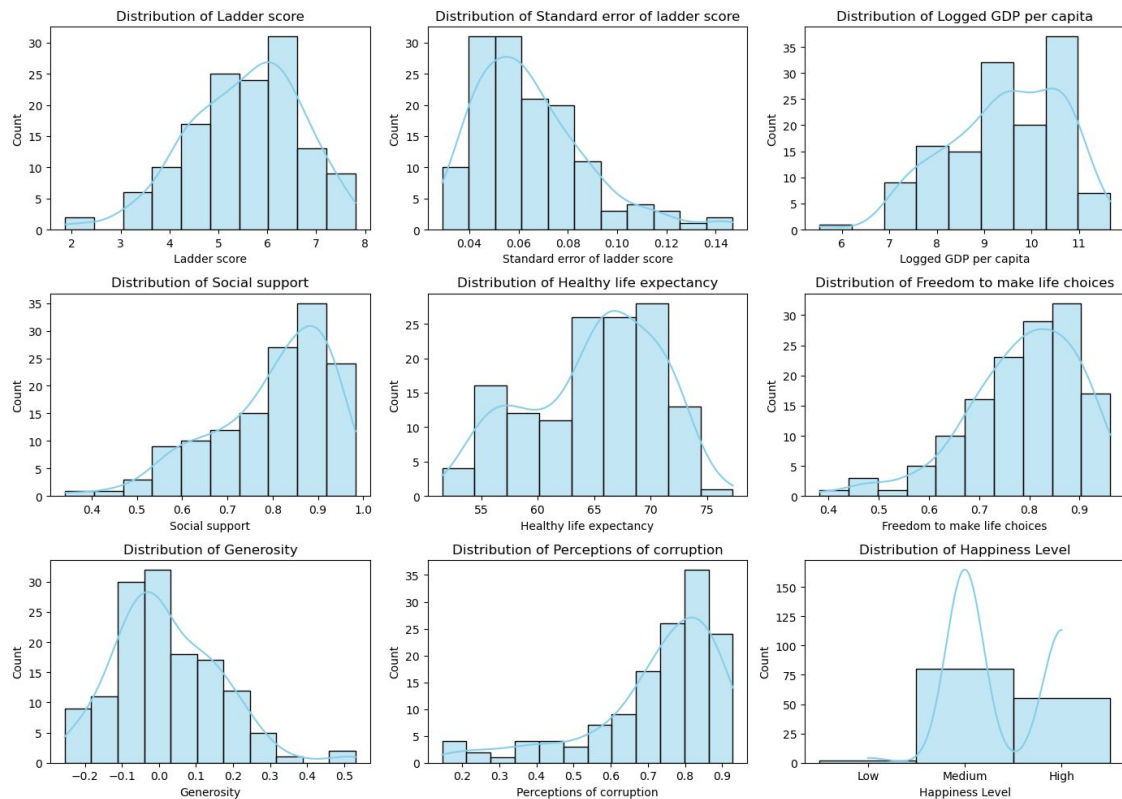 Distribution of Ladder score
Count
30
25
20
15
10
5
0
2 3 4 5 6 7 8
Ladder score
Distribution of Standard error of ladder score
Count
30
25
20
15
10
5
0
0.04 0.06 0.08 0.10 0.12 0.14
Standard error of ladder score
Distribution of Logged GDP per capita
Count
35
30
25
20
15
10
5
0
6 7 8 9 10 11
Logged GDP per capita
Distribution of Social support
Count
35
30
25
20
15
10
5
0
0.4 0.5 0.6 0.7 0.8 0.9 1.0
Social support
Distribution of Healthy life expectancy
Count
25
20
15
10
5
0
55 60 65 70 75
Healthy life expectancy
Distribution of Freedom to make life choices
Count
30
25
20
15
10
5
0
0.4 0.5 0.6 0.7 0.8 0.9
Freedom to make life choices
Distribution of Generosity
Count
30
25
20
15
10
5
0
−0.2 −0.1 0.0 0.1 0.2 0.3 0.4 0.5
Generosity
Distribution of Perceptions of corruption
Count
35
30
25
20
15
10
5
0
0.2 0.3 0.4 0.5 0.6 0.7 0.8 0.9
Perceptions of corruption
Distribution of Happiness Level
Count
150
125
100
75
50
25
0
Low Medium High
Happiness Level